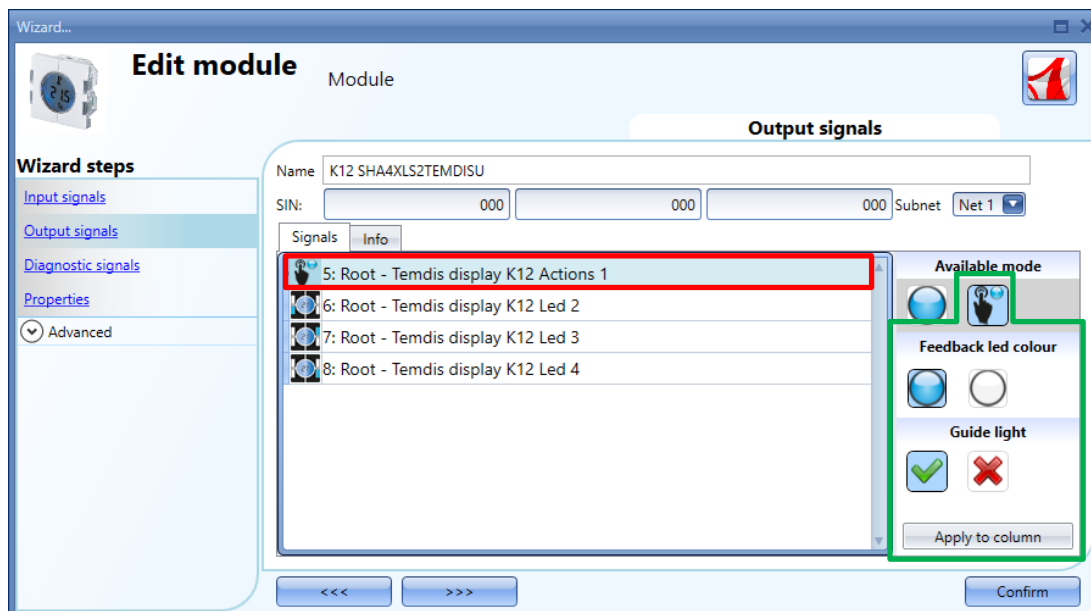 Wizard...
Edit module
Module
Output signals
Wizard steps
Input signals
Output signals
Diagnostic signals
Properties
Advanced
Name K12 SHA4XLS2TEMDISU
SIN: 000 000 000 Subnet Net 1
Signals Info
5: Root - Temdis display K12 Actions 1
6: Root - Temdis display K12 Led 2
7: Root - Temdis display K12 Led 3
8: Root - Temdis display K12 Led 4
Available mode
Feedback led colour
Guide light
Apply to column
<<< >>> Confirm